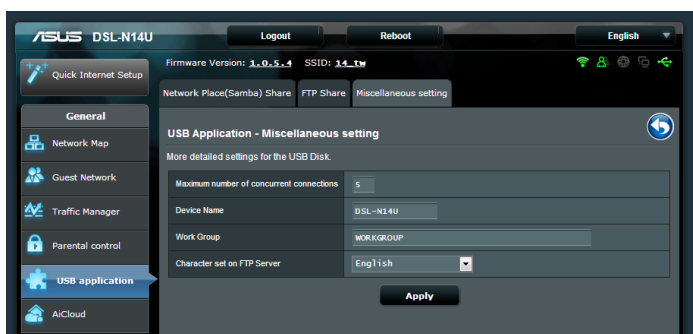 ASUS DSL-N14U Logout Reboot English
Quick Internet Setup
Firmware Version: 1.0.5.4 SSID: 14_tw
Network Place(Samba) Share FTP Share Miscellaneous setting
General
Network Map
Guest Network
Traffic Manager
Parental control
USB application
AiCloud
USB Application - Miscellaneous setting
More detailed settings for the USB Disk.
Maximum number of concurrent connections 5
Device Name DSL-N14U
Work Group WORKGROUP
Character set on FTP Server English
Apply